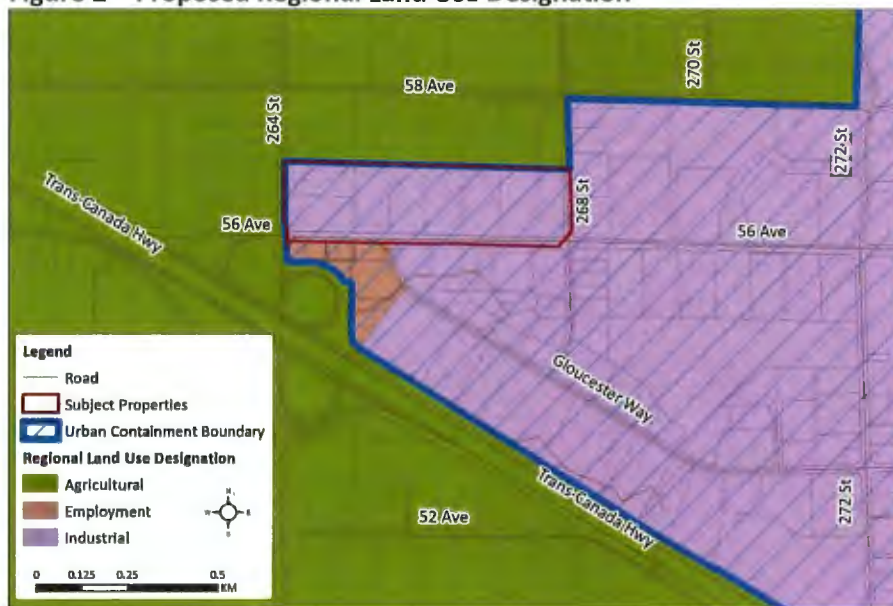 Figure 2 – Proposed Regional Land Use Designation
58 Ave
270 St
264 St
272 St
Trans-Canada Hwy
268 St
56 Ave
56 Ave
Gloucester Way
Trans-Canada Hwy
272 St
52 Ave
Legend
Road
Subject Properties
Urban Containment Boundary
Regional Land Use Designation
Agricultural
Employment
Industrial
N
W E
S
0 0.125 0.25 0.5
KM